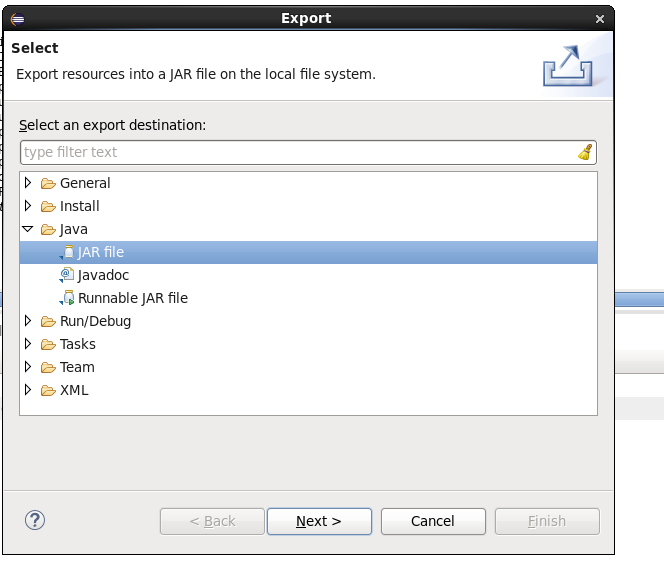 Export
Select
Export resources into a JAR file on the local file system.
Select an export destination:
type filter text
General
Install
Java
JAR file
Javadoc
Runnable JAR file
Run/Debug
Tasks
Team
XML
< Back
Next >
Cancel
Finish